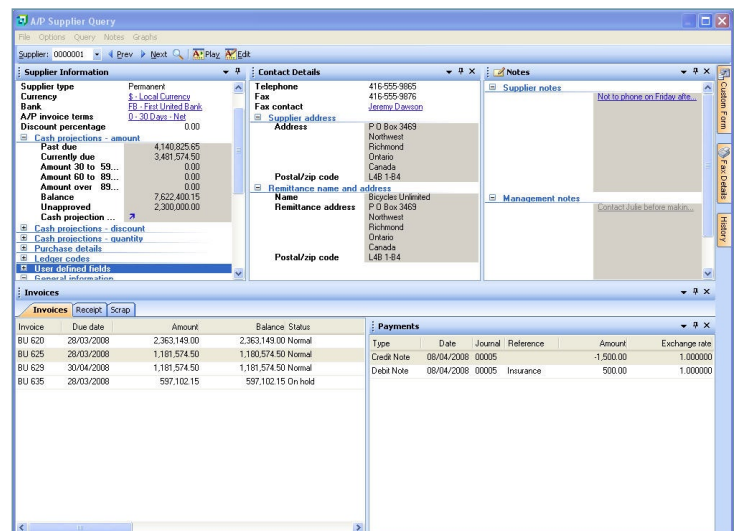 A/P Supplier Query
File Options Query Notes Graphs
Supplier: 0000001 Prev Next Play Edit
Supplier Information
Supplier type Permanent
Currency $ - Local Currency
Bank FB - First United Bank
A/P invoice terms 0 - 30 Days - Net
Discount percentage 0.00
Cash projections - amount
Past due 4,140,825.65
Currently due 3,481,574.50
Amount 30 to 59... 0.00
Amount 60 to 89... 0.00
Amount over 89... 0.00
Balance 7,622,400.15
Unapproved 2,300,000.00
Cash projection ...
Cash projections - discount
Cash projections - quantity
Purchase details
Ledger codes
User defined fields
General information
Contact Details
Telephone 416-555-9865
Fax 416-555-9876
Fax contact Jeremy Dawson
Supplier address
Address P O Box 3469
Northwest
Richmond
Ontario
Canada
Postal/zip code L4B 1-B4
Remittance name and address
Name Bicycles Unlimited
Remittance address P O Box 3469
Northwest
Richmond
Ontario
Canada
Postal/zip code L4B 1-B4
Notes
Supplier notes
Not to phone on Friday afte...
Management notes
Contact Julie before makin...
Custom Form
Fax Details
History
Invoices
Invoices Receipt Scrap
Invoice Due date Amount Balance Status
BU 620 28/03/2008 2,363,149.00 2,363,149.00 Normal
BU 625 28/03/2008 1,181,574.50 1,180,574.50 Normal
BU 629 30/04/2008 1,181,574.50 1,181,574.50 Normal
BU 635 28/03/2008 597,102.15 597,102.15 On hold
Payments
Type Date Journal Reference Amount Exchange rate
Credit Note 08/04/2008 00005 -1,500.00 1.000000
Debit Note 08/04/2008 00005 Insurance 500.00 1.000000